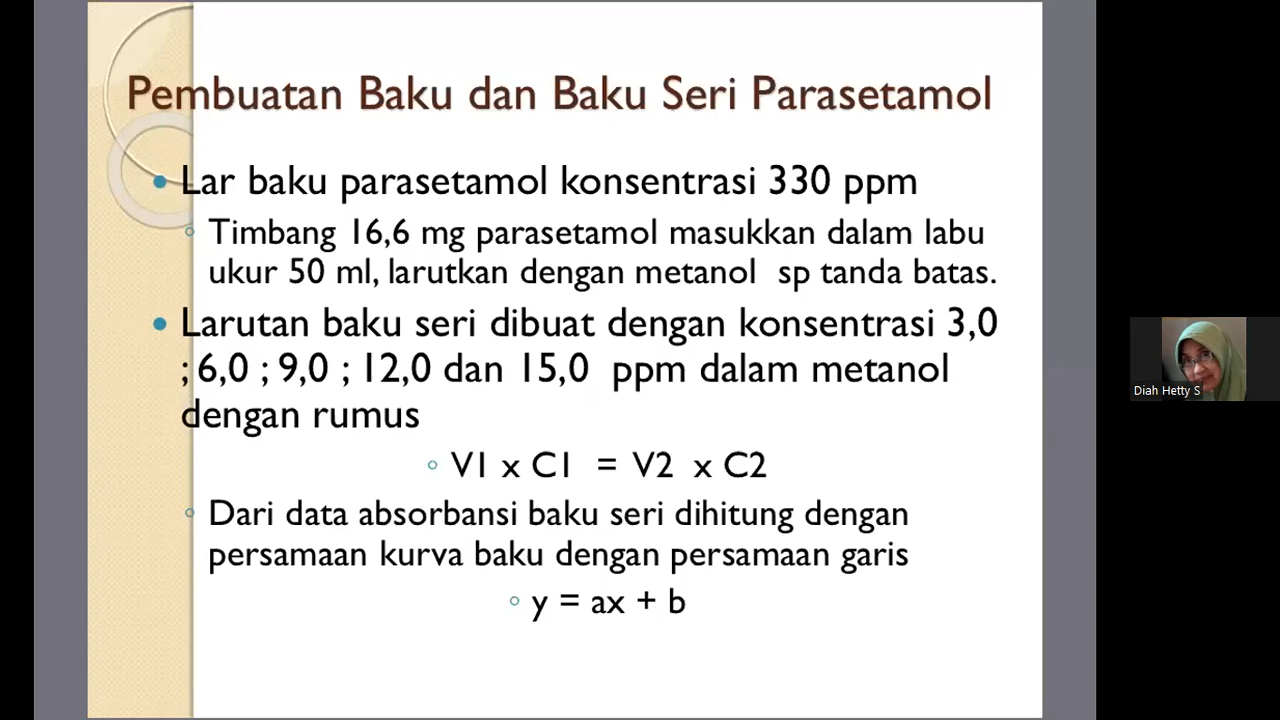 Pembuatan Baku dan Baku Seri Parasetamol
Lar baku parasetamol konsentrasi 330 ppm
Timbang 16,6 mg parasetamol masukkan dalam labu
ukur 50 ml, larutkan dengan metanol sp tanda batas.
Larutan baku seri dibuat dengan konsentrasi 3,0
; 6,0 ; 9,0 ; 12,0 dan 15,0 ppm dalam metanol
dengan rumus
V1 x C1 = V2 x C2
Dari data absorbansi baku seri dihitung dengan
persamaan kurva baku dengan persamaan garis
y = ax + b
Diah Hetty S